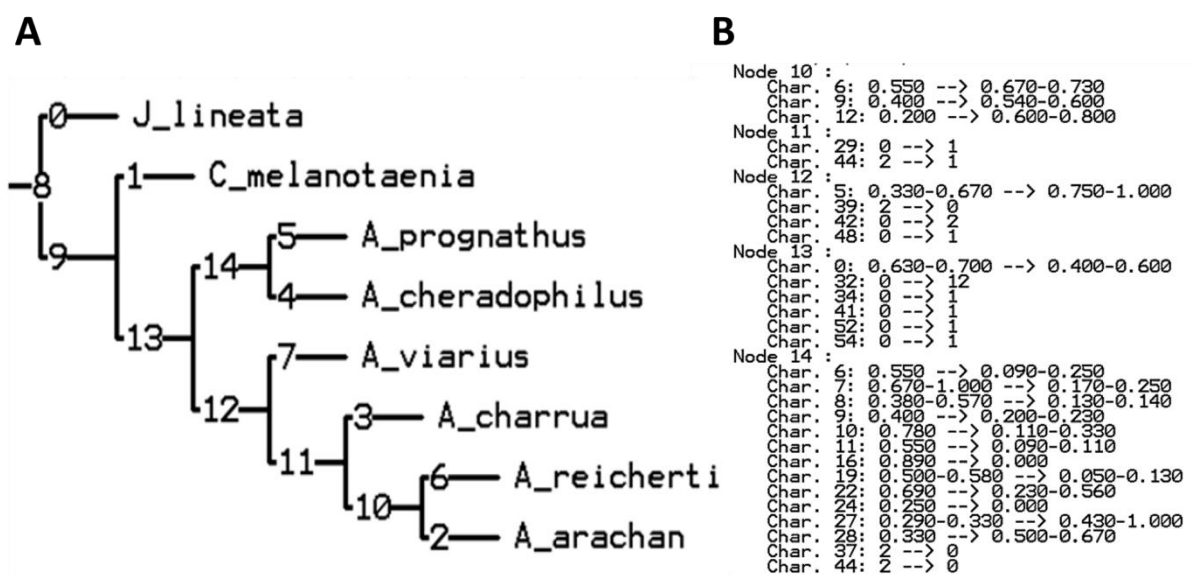 A
B
0 J_lineata
8
1 C_melanotaenia
9
5 A_prognathus
14
4 A_cheradophilus
13
7 A_viarius
12
3 A_charrua
11
6 A_reicherti
10
2 A_arachan
Node 10 :
Char. 6: 0.550 --> 0.670-0.730
Char. 9: 0.400 --> 0.540-0.600
Char. 12: 0.200 --> 0.600-0.800
Node 11 :
Char. 29: 0 --> 1
Char. 44: 2 --> 1
Node 12 :
Char. 5: 0.330-0.670 --> 0.750-1.000
Char. 39: 2 --> 0
Char. 42: 0 --> 2
Char. 48: 0 --> 1
Node 13 :
Char. 0: 0.630-0.700 --> 0.400-0.600
Char. 32: 0 --> 12
Char. 34: 0 --> 1
Char. 41: 0 --> 1
Char. 52: 0 --> 1
Char. 54: 0 --> 1
Node 14 :
Char. 6: 0.550 --> 0.090-0.250
Char. 7: 0.670-1.000 --> 0.170-0.250
Char. 8: 0.380-0.570 --> 0.130-0.140
Char. 9: 0.400 --> 0.200-0.230
Char. 10: 0.780 --> 0.110-0.330
Char. 11: 0.550 --> 0.090-0.110
Char. 16: 0.890 --> 0.000
Char. 19: 0.500-0.580 --> 0.050-0.130
Char. 22: 0.690 --> 0.230-0.560
Char. 24: 0.250 --> 0.000
Char. 27: 0.290-0.330 --> 0.430-1.000
Char. 28: 0.330 --> 0.500-0.670
Char. 37: 2 --> 0
Char. 44: 2 --> 0